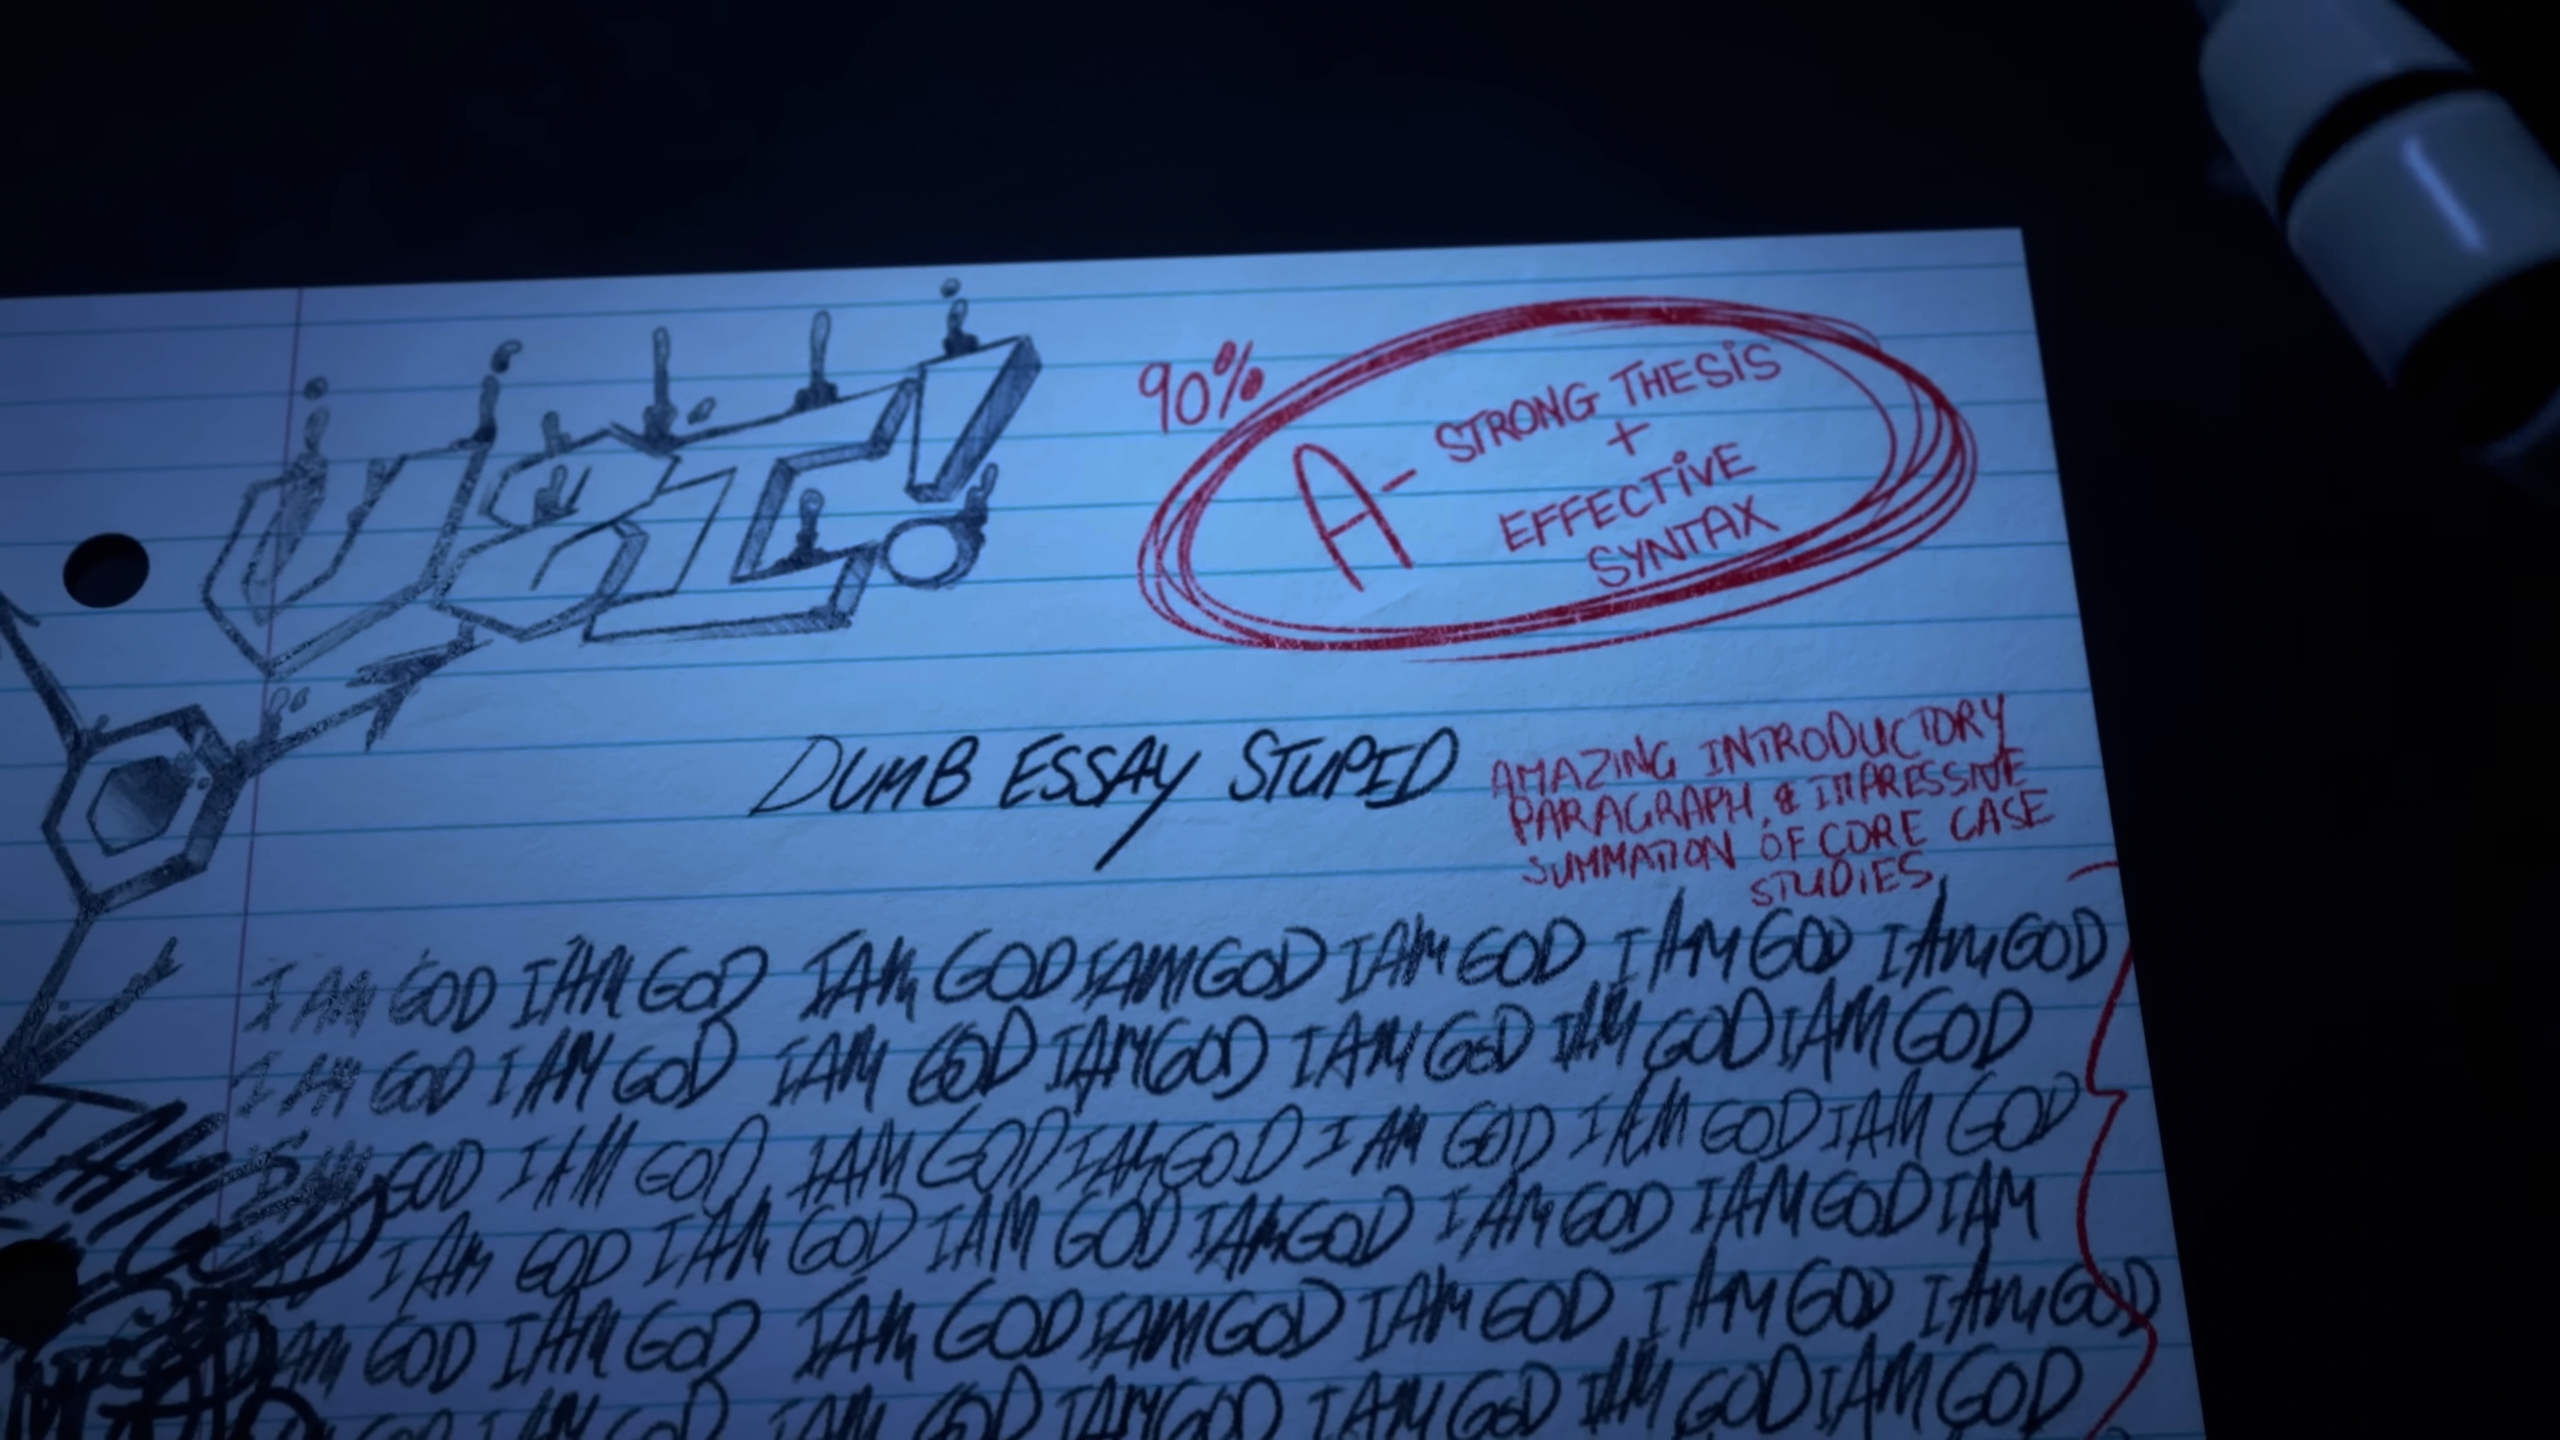 90%
A- STRONG THESIS
+
EFFECTIVE
SYNTAX
DUMB ESSAY STUPID
AMAZING INTRODUCTORY
PARAGRAPH, & IMPRESSIVE
SUMMATION OF CORE CASE
STUDIES
I AM GOD I AM GOD I AM GOD I AM GOD I AM GOD I AM GOD I AM GOD
I AM GOD I AM GOD I AM GOD I AM GOD I AM GOD I AM GOD I AM GOD
I AM GOD I AM GOD I AM GOD I AM GOD I AM GOD I AM GOD I AM GOD
I AM GOD I AM GOD I AM GOD I AM GOD I AM GOD I AM GOD I AM
I AM GOD I AM GOD I AM GOD I AM GOD I AM GOD I AM GOD I AM GOD
I AM GOD I AM GOD I AM GOD I AM GOD I AM GOD I AM GOD